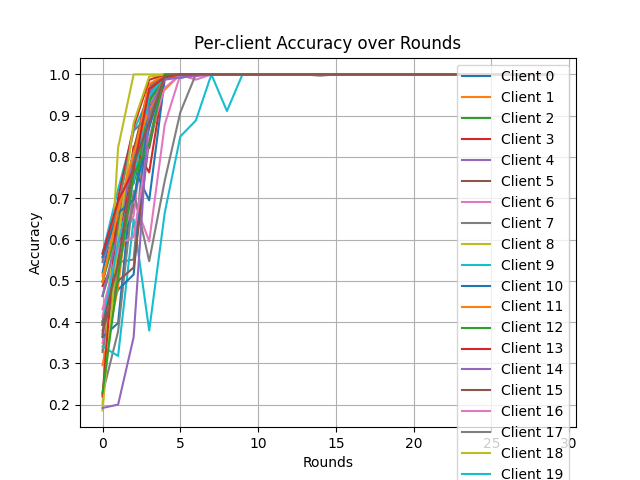 Per-client Accuracy over Rounds
Accuracy
1.0
0.9
0.8
0.7
0.6
0.5
0.4
0.3
0.2
0
5
10
15
20
25
30
Rounds
Client 0
Client 1
Client 2
Client 3
Client 4
Client 5
Client 6
Client 7
Client 8
Client 9
Client 10
Client 11
Client 12
Client 13
Client 14
Client 15
Client 16
Client 17
Client 18
Client 19